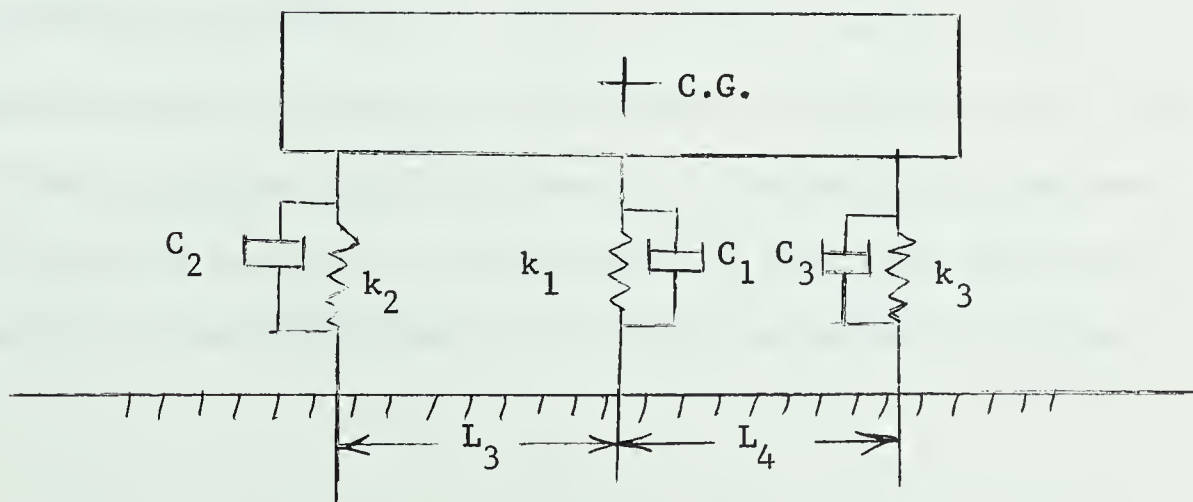 C.G.
C₂
k₂
k₁
C₁
C₃
k₃
L₃
L₄